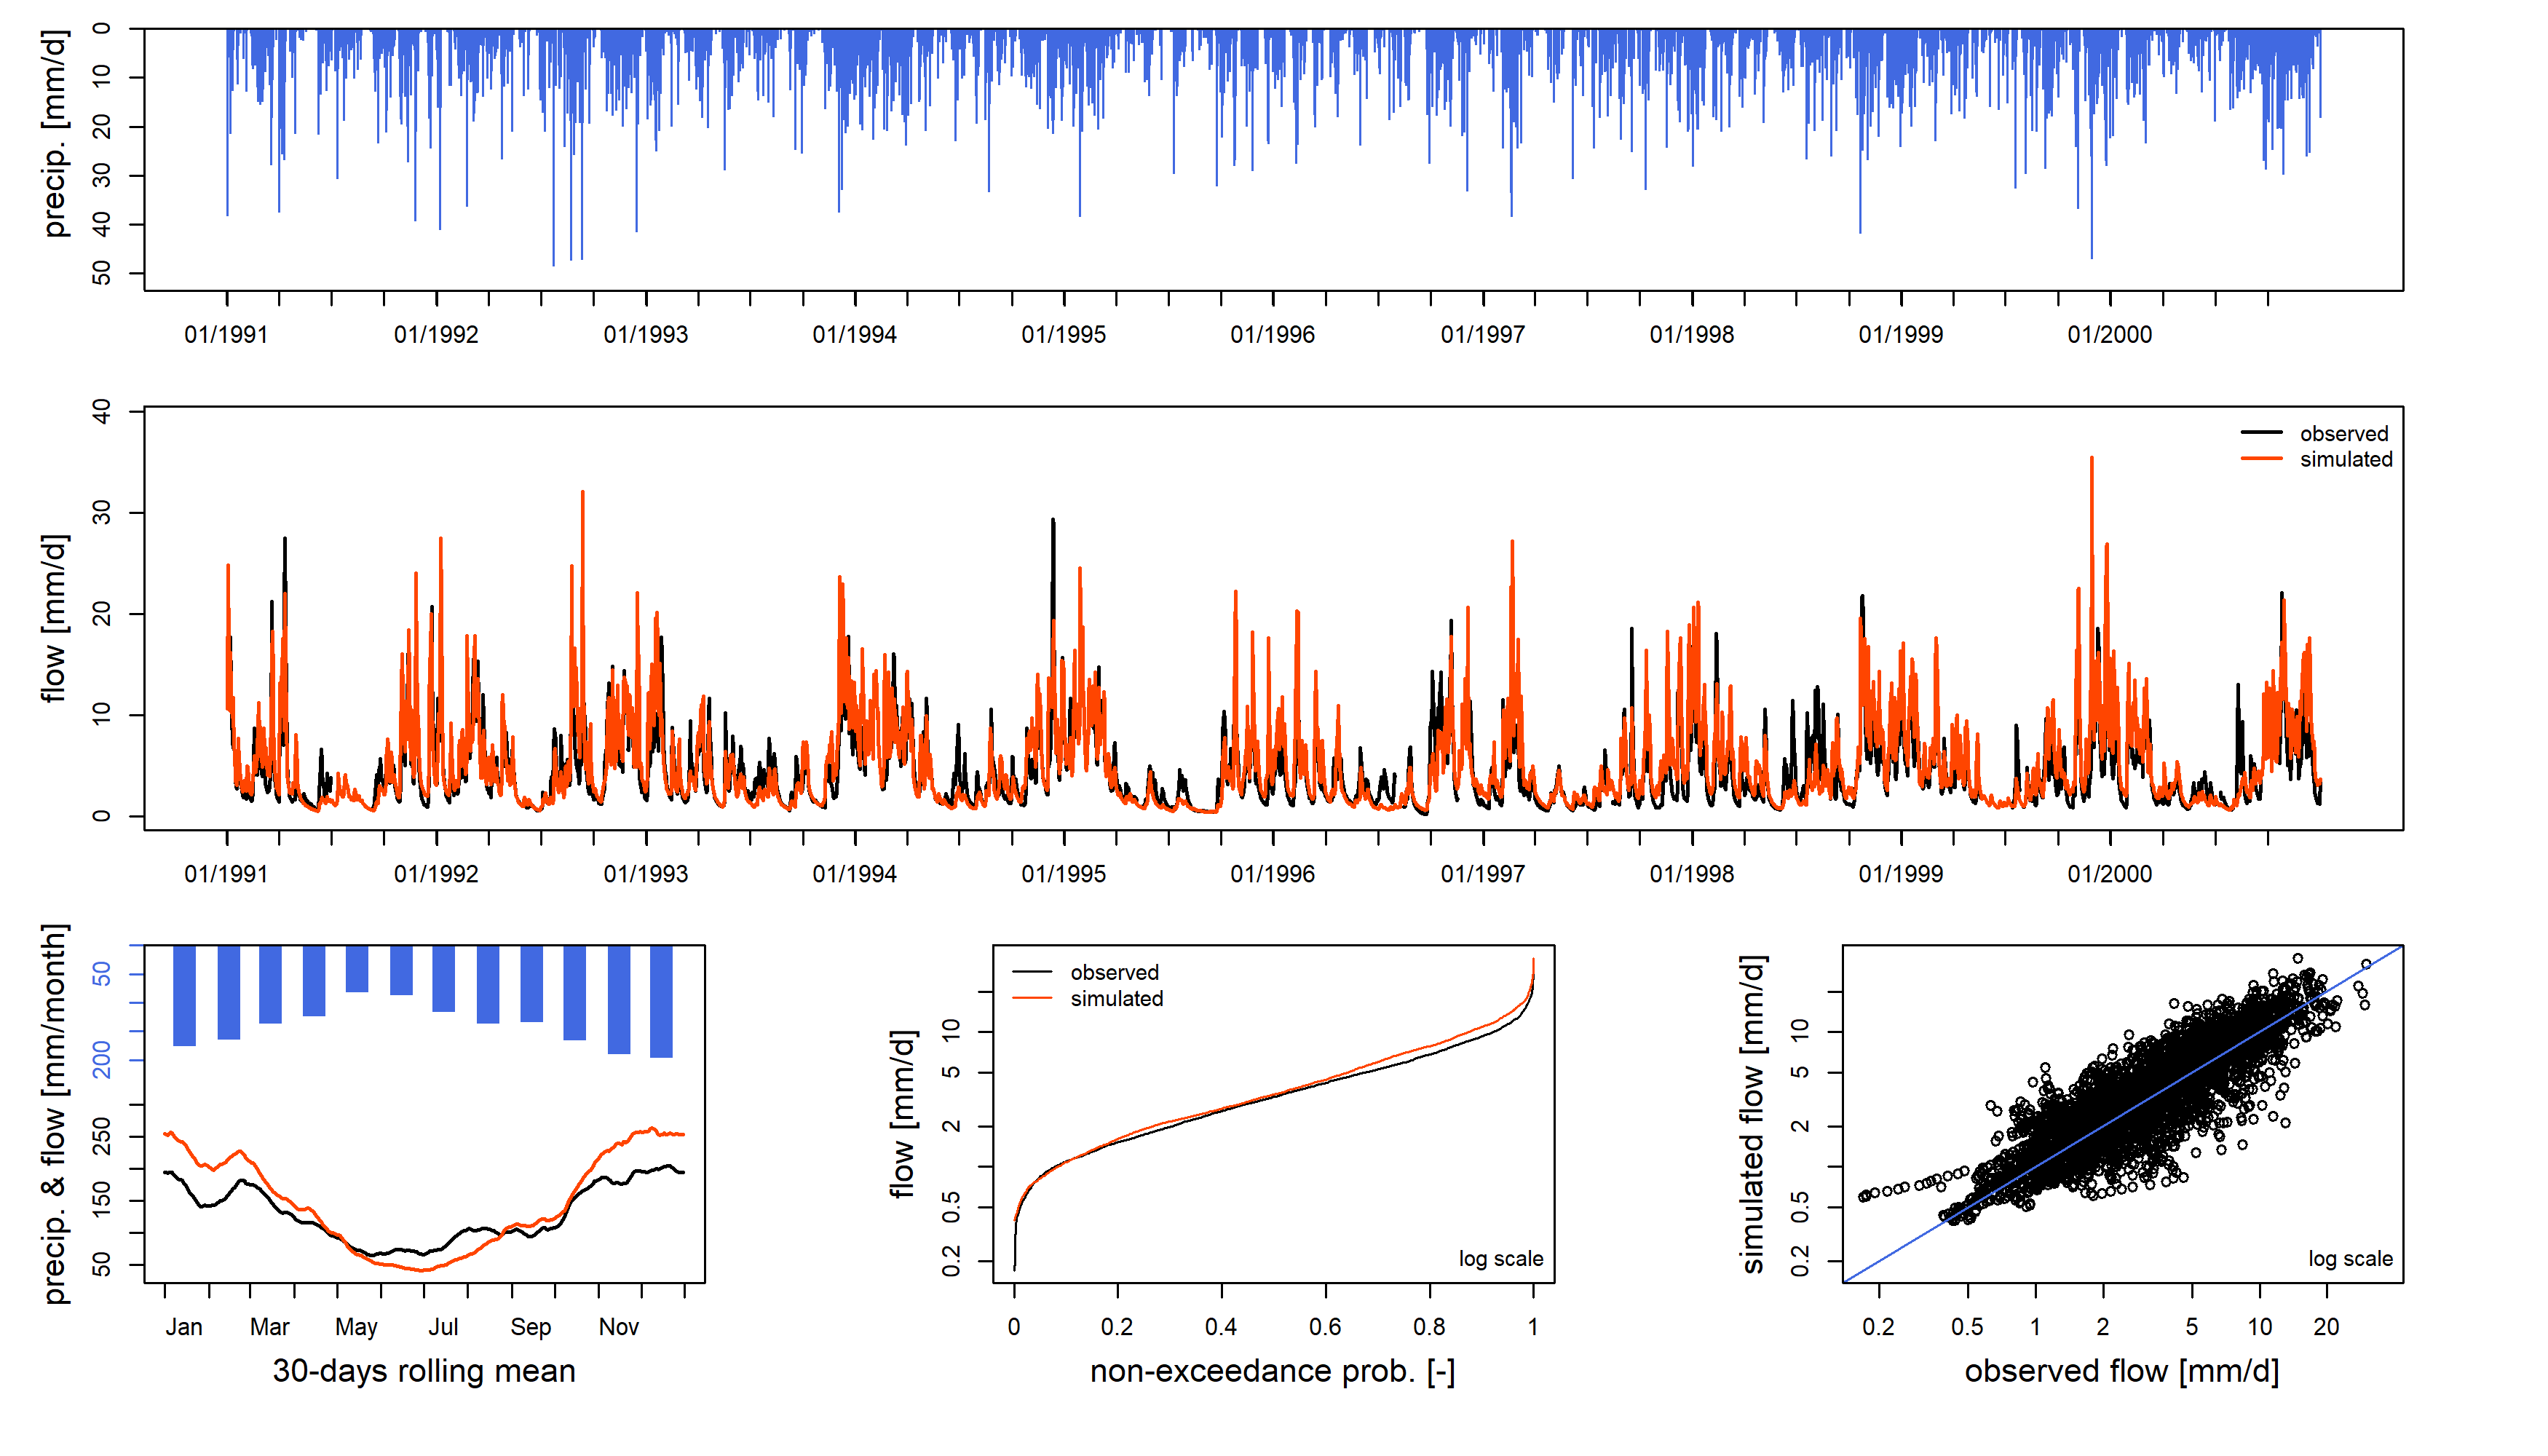 precip. [mm/d]
0
10
20
30
40
50
01/1991 01/1992 01/1993 01/1994 01/1995 01/1996 01/1997 01/1998 01/1999 01/2000
flow [mm/d]
40
30
20
10
0
observed
simulated
01/1991 01/1992 01/1993 01/1994 01/1995 01/1996 01/1997 01/1998 01/1999 01/2000
precip. & flow [mm/month]
50
200
250
150
50
Jan Mar May Jul Sep Nov
30-days rolling mean
flow [mm/d]
10
5
2
0.5
0.2
observed
simulated
log scale
0 0.2 0.4 0.6 0.8 1
non-exceedance prob. [-]
simulated flow [mm/d]
10
5
2
0.5
0.2
log scale
0.2 0.5 1 2 5 10 20
observed flow [mm/d]